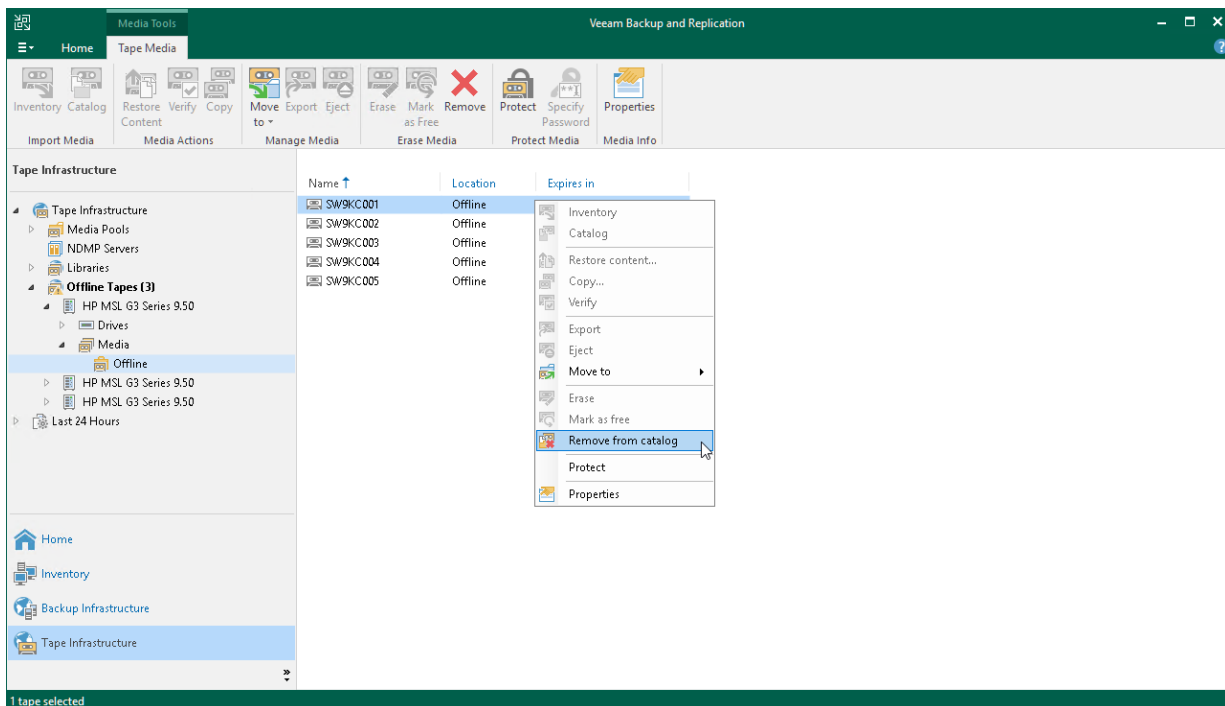 Media Tools
Veeam Backup and Replication
Home Tape Media
Inventory Catalog Restore Content Verify Copy Move to Export Eject Erase Mark as Free Remove Protect Specify Password Properties
Import Media Media Actions Manage Media Erase Media Protect Media Media Info
Tape Infrastructure
Name Location Expires in
Tape Infrastructure
Media Pools
NDMP Servers
Libraries
Offline Tapes (3)
HP MSL G3 Series 9.50
Drives
Media
Offline
HP MSL G3 Series 9.50
HP MSL G3 Series 9.50
Last 24 Hours
SW9KC001 Offline
SW9KC002 Offline
SW9KC003 Offline
SW9KC004 Offline
SW9KC005 Offline
Inventory
Catalog
Restore content...
Copy...
Verify
Export
Eject
Move to
Erase
Mark as free
Remove from catalog
Protect
Properties
Home
Inventory
Backup Infrastructure
Tape Infrastructure
1 tape selected